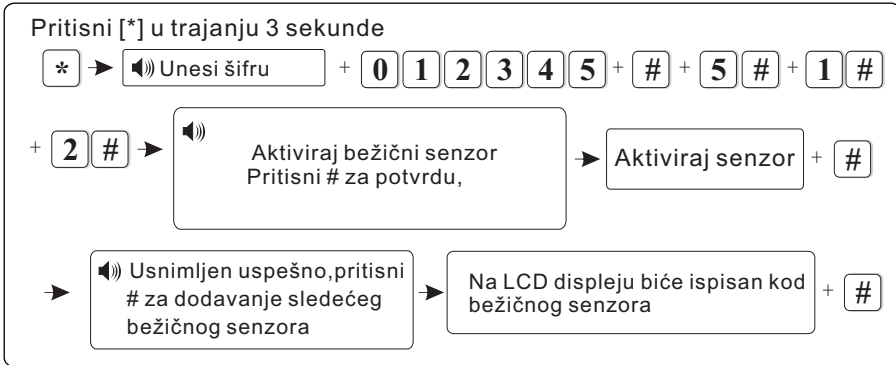 Pritisni [*] u trajanju 3 sekunde
* Unesi šifru + 0 1 2 3 4 5 + # + 5 # + 1 #
+ 2 #
Aktiviraj bežični senzor
Pritisni # za potvrdu,
Aktiviraj senzor + #
Usnimljen uspešno,pritisni
# za dodavanje sledećeg
bežičnog senzora
Na LCD displeju biće ispisan kod
bežičnog senzora
+ #